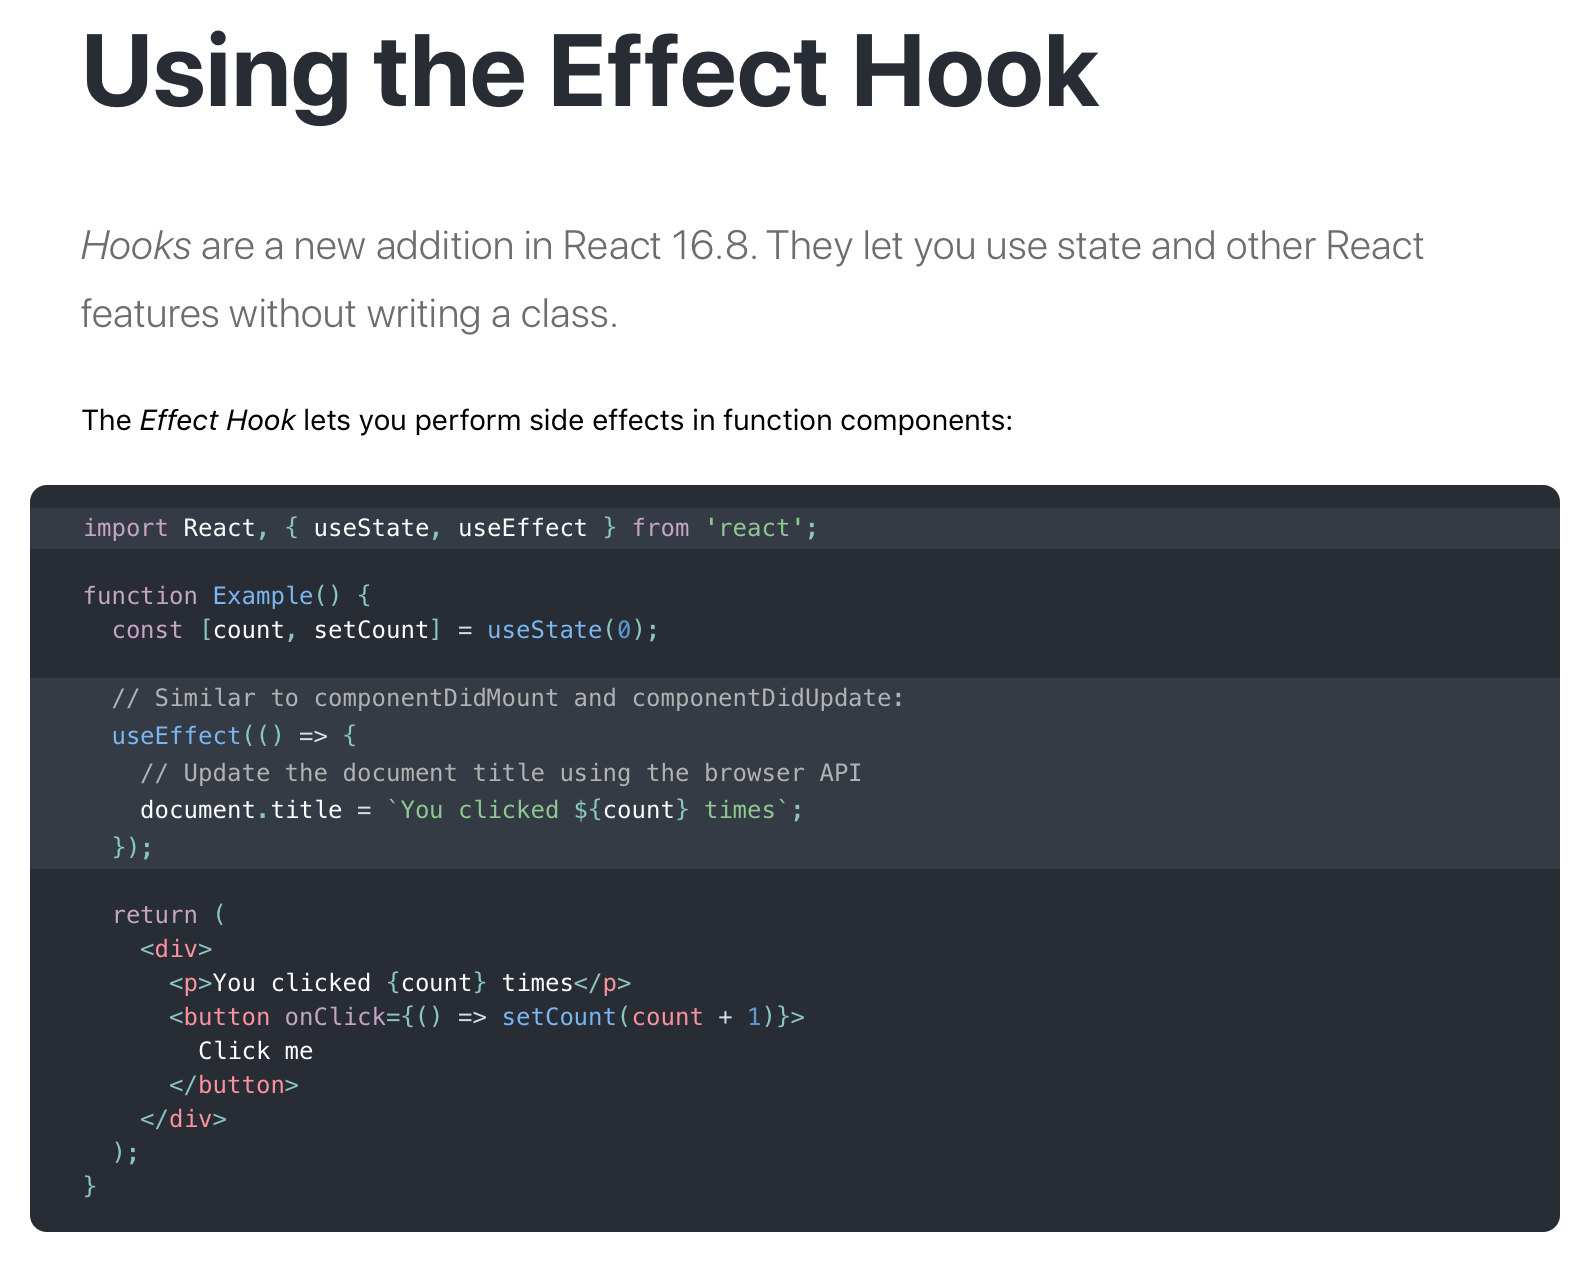 Using the Effect Hook
Hooks are a new addition in React 16.8. They let you use state and other React
features without writing a class.
The Effect Hook lets you perform side effects in function components:
import React, { useState, useEffect } from 'react';
function Example() {
  const [count, setCount] = useState(0);
  // Similar to componentDidMount and componentDidUpdate:
  useEffect(() => {
    // Update the document title using the browser API
    document.title = `You clicked ${count} times`;
  });
  return (
    <div>
      <p>You clicked {count} times</p>
      <button onClick={() => setCount(count + 1)}>
        Click me
      </button>
    </div>
  );
}